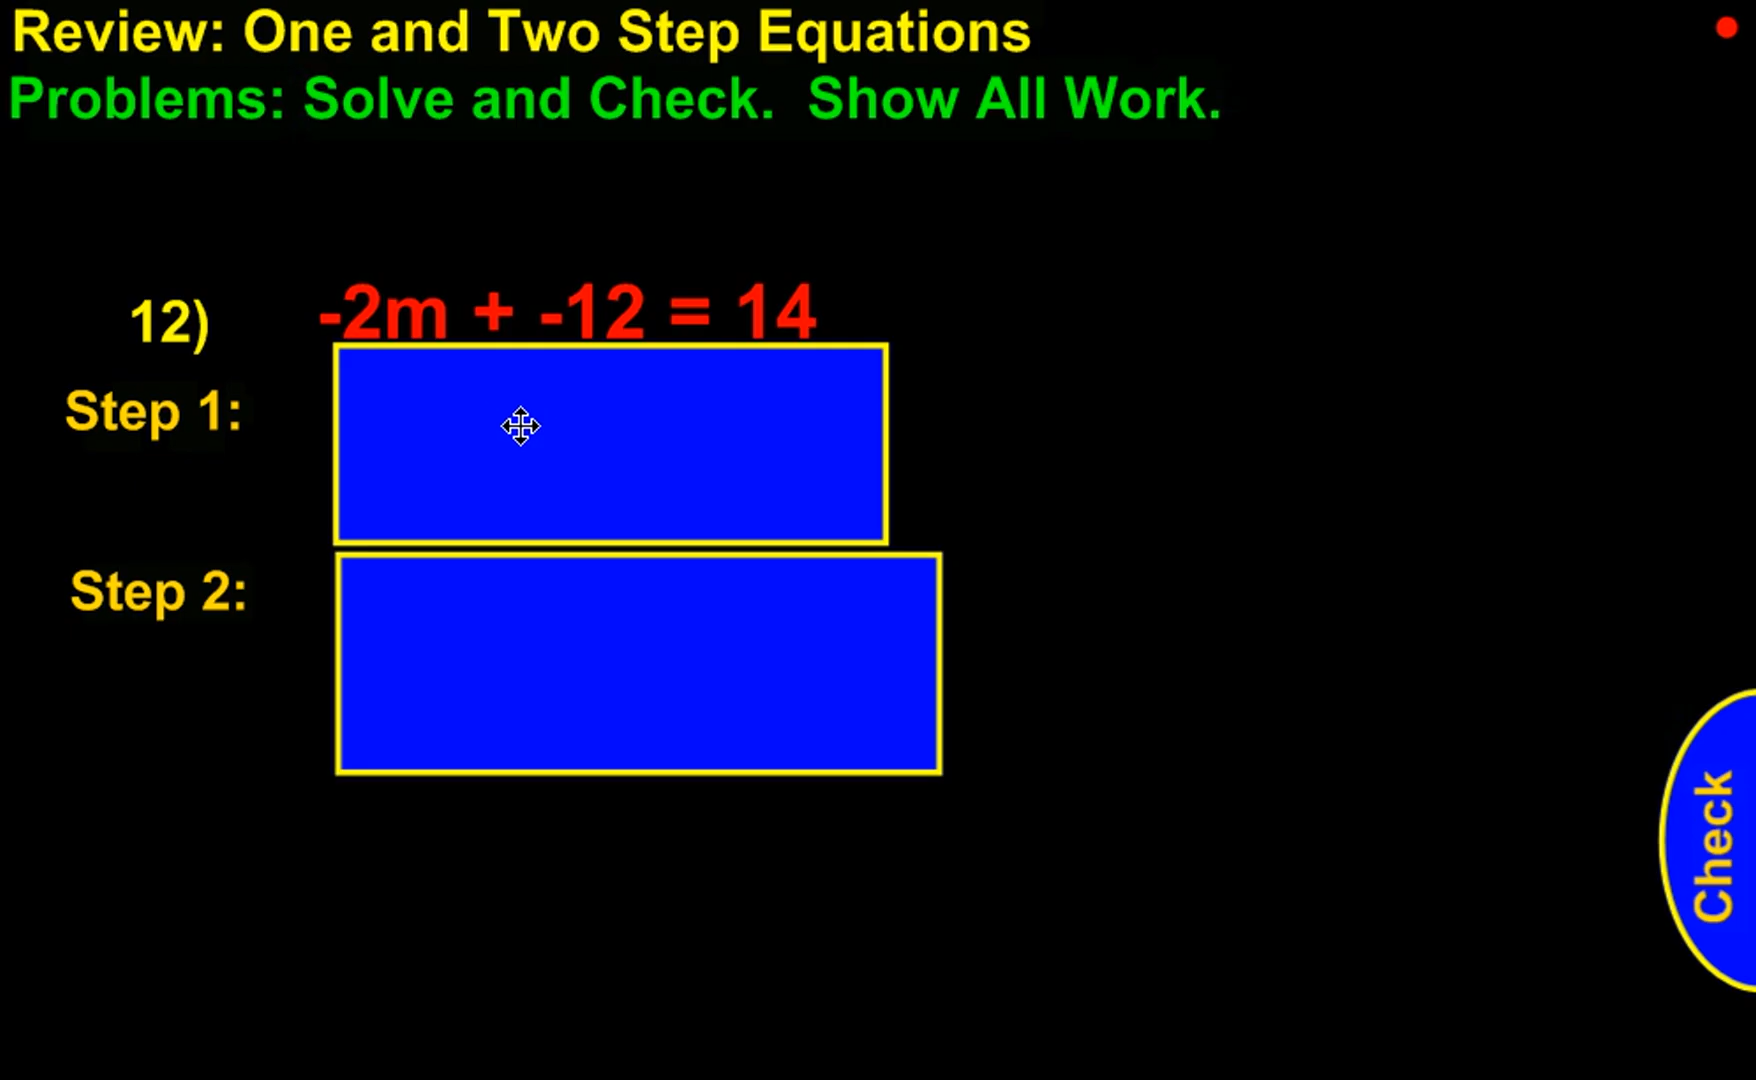 Review: One and Two Step Equations
Problems: Solve and Check.  Show All Work.
12) -2m + -12 = 14
Step 1:
Step 2:
Check